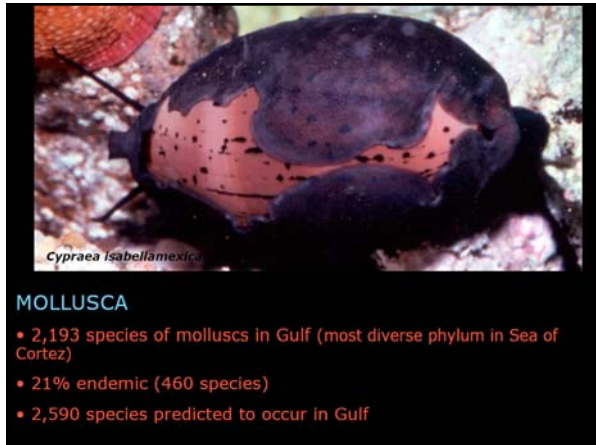 Cypraea isabellamexica
MOLLUSCA
• 2,193 species of molluscs in Gulf (most diverse phylum in Sea of
Cortez)
• 21% endemic (460 species)
• 2,590 species predicted to occur in Gulf